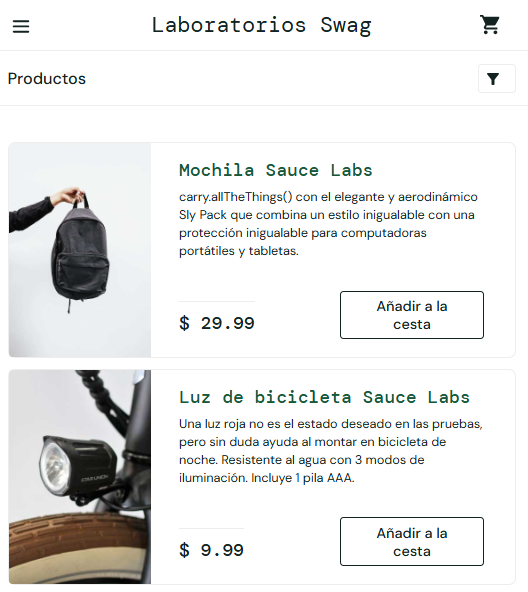 Laboratorios Swag
Productos
Mochila Sauce Labs
carry.allTheThings() con el elegante y aerodinámico
Sly Pack que combina un estilo inigualable con una
protección inigualable para computadoras
portátiles y tabletas.
$ 29.99
Añadir a la
cesta
Luz de bicicleta Sauce Labs
Una luz roja no es el estado deseado en las pruebas,
pero sin duda ayuda al montar en bicicleta de
noche. Resistente al agua con 3 modos de
iluminación. Incluye 1 pila AAA.
$ 9.99
Añadir a la
cesta